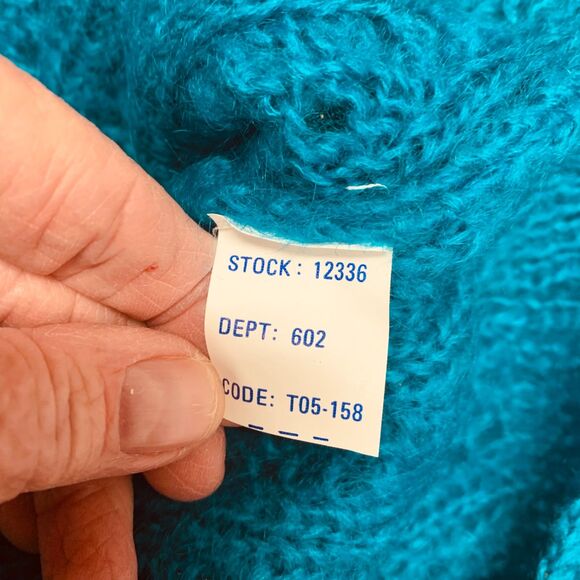 STOCK: 12336
DEPT: 602
CODE: T05-158